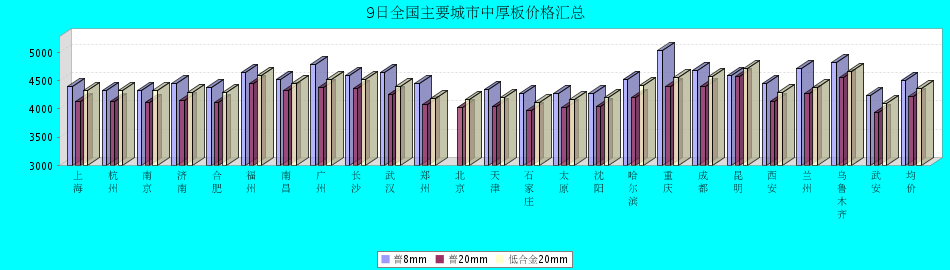 9日全国主要城市中厚板价格汇总
5000
4500
4000
3500
3000
上海 杭州 南京 济南 合肥 福州 南昌 广州 长沙 武汉 郑州 北京 天津 石家庄 太原 沈阳 哈尔滨 重庆 成都 昆明 西安 兰州 乌鲁木齐 武安 均价
普8mm 普20mm 低合金20mm